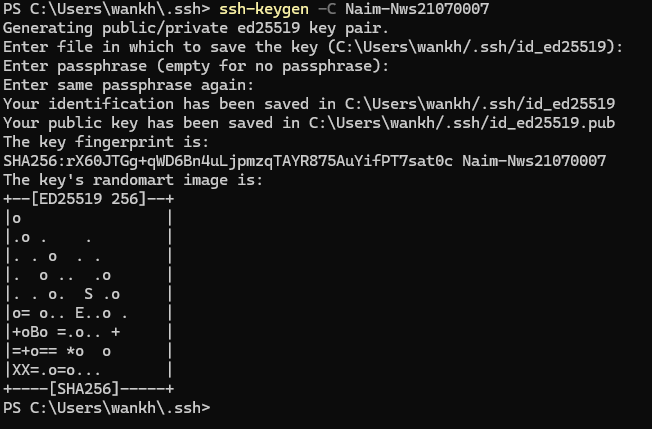 PS C:\Users\wankh\.ssh> ssh-keygen -C Naim-Nws21070007
Generating public/private ed25519 key pair.
Enter file in which to save the key (C:\Users\wankh/.ssh/id_ed25519):
Enter passphrase (empty for no passphrase):
Enter same passphrase again:
Your identification has been saved in C:\Users\wankh/.ssh/id_ed25519
Your public key has been saved in C:\Users\wankh/.ssh/id_ed25519.pub
The key fingerprint is:
SHA256:rX60JTGg+qWD6Bn4uLjpmzqTAYR875AuYifPT7sat0c Naim-Nws21070007
The key's randomart image is:
+--[ED25519 256]--+
|o                |
|.o .    .        |
|. . o  . .       |
|.  o ..  .o      |
|. . o.  S .o     |
|o= o.. E..o .    |
|+oBo =.o.. +     |
|=+o== *o  o      |
|XX=.o=o...       |
+----[SHA256]-----+
PS C:\Users\wankh\.ssh>